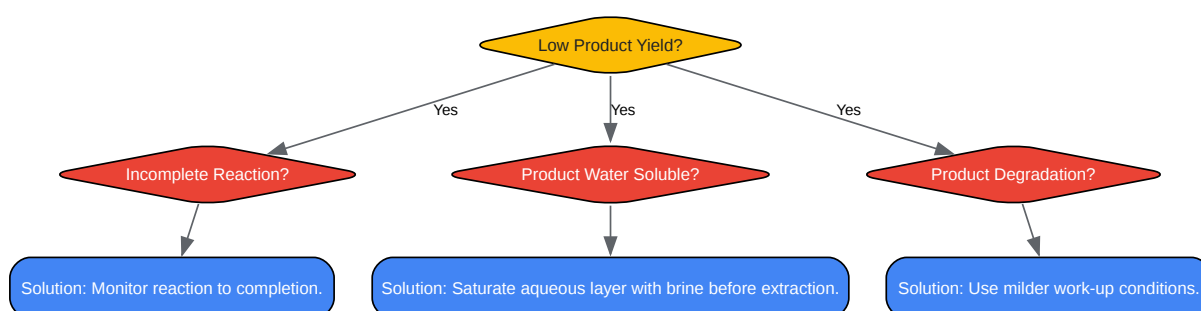 Low Product Yield?
Yes
Yes
Yes
Incomplete Reaction?
Product Water Soluble?
Product Degradation?
Solution: Monitor reaction to completion.
Solution: Saturate aqueous layer with brine before extraction.
Solution: Use milder work-up conditions.